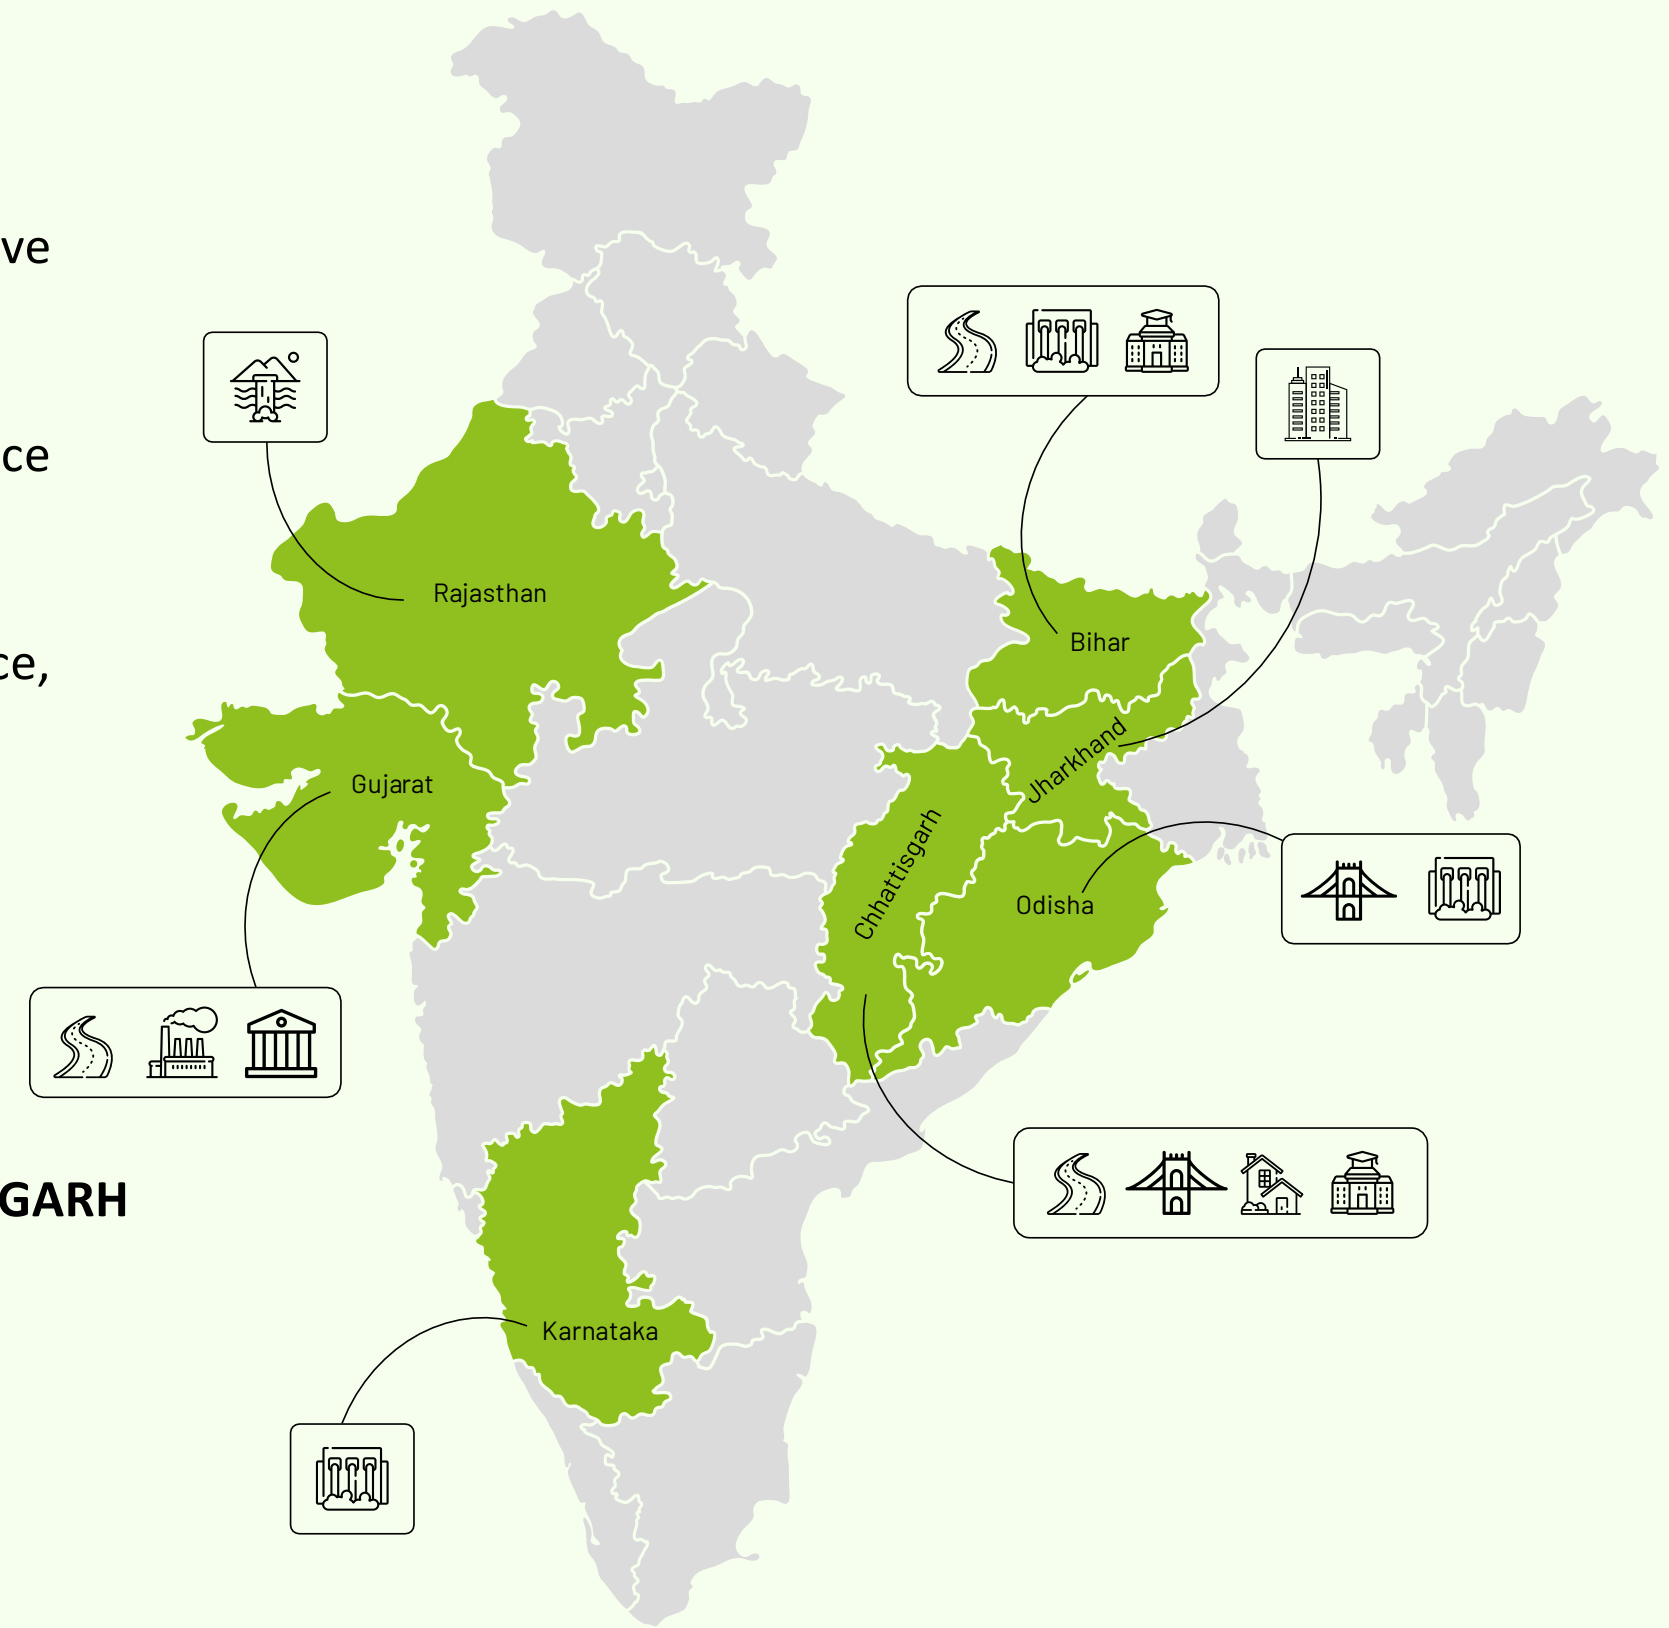 ve
ce
Rajasthan
Bihar
ce,
Jharkhand
Gujarat
Chhattisgarh
Odisha
GARH
Karnataka